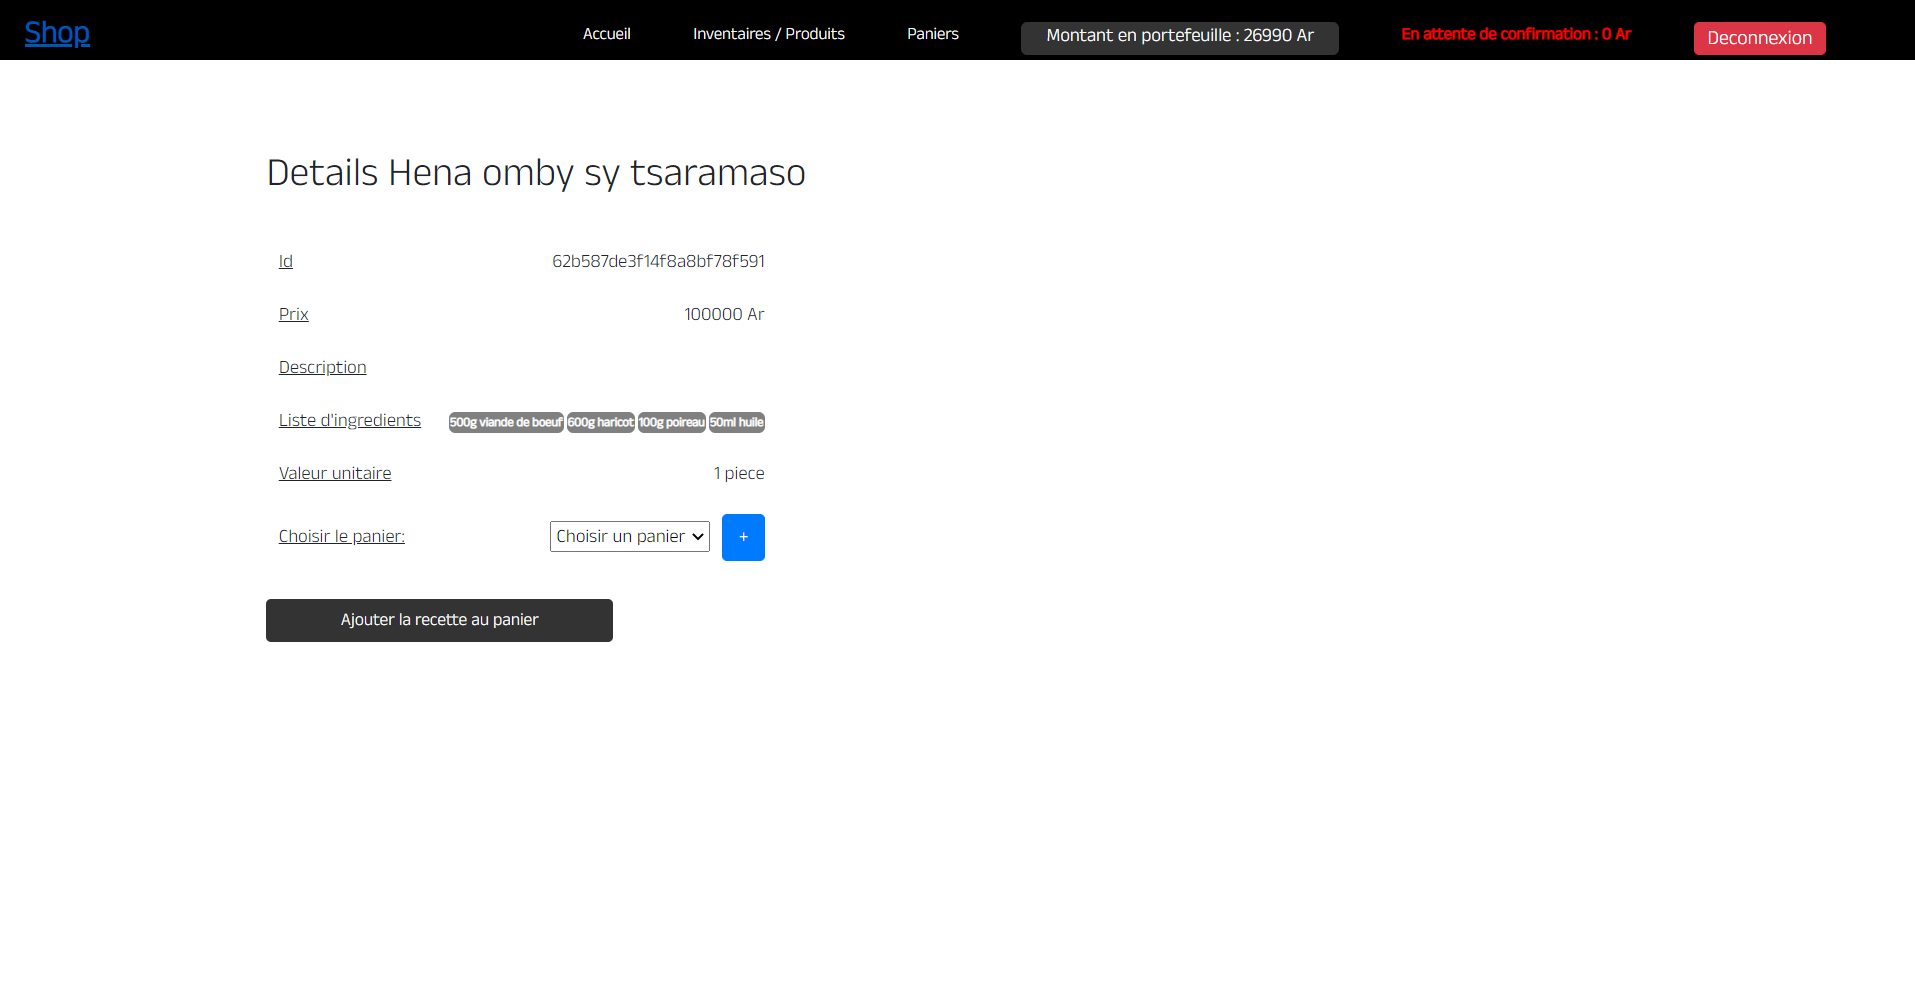 Shop
Accueil
Inventaires / Produits
Paniers
Montant en portefeuille : 26990 Ar
En attente de confirmation : 0 Ar
Deconnexion
Details Hena omby sy tsaramaso
Id 62b587de3f14f8a8bf78f591
Prix 100000 Ar
Description
Liste d'ingredients 500g viande de boeuf 600g haricot 100g poireau 50ml huile
Valeur unitaire 1 piece
Choisir le panier: Choisir un panier +
Ajouter la recette au panier